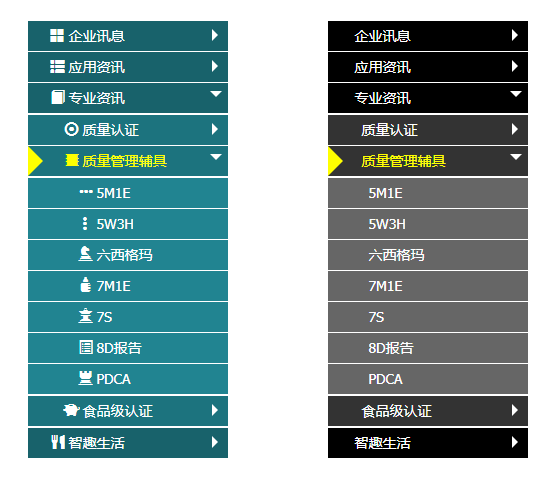 企业讯息
应用资讯
专业资讯
质量认证
质量管理辅具
5M1E
5W3H
六西格玛
7M1E
7S
8D报告
PDCA
食品级认证
智趣生活
企业讯息
应用资讯
专业资讯
质量认证
质量管理辅具
5M1E
5W3H
六西格玛
7M1E
7S
8D报告
PDCA
食品级认证
智趣生活